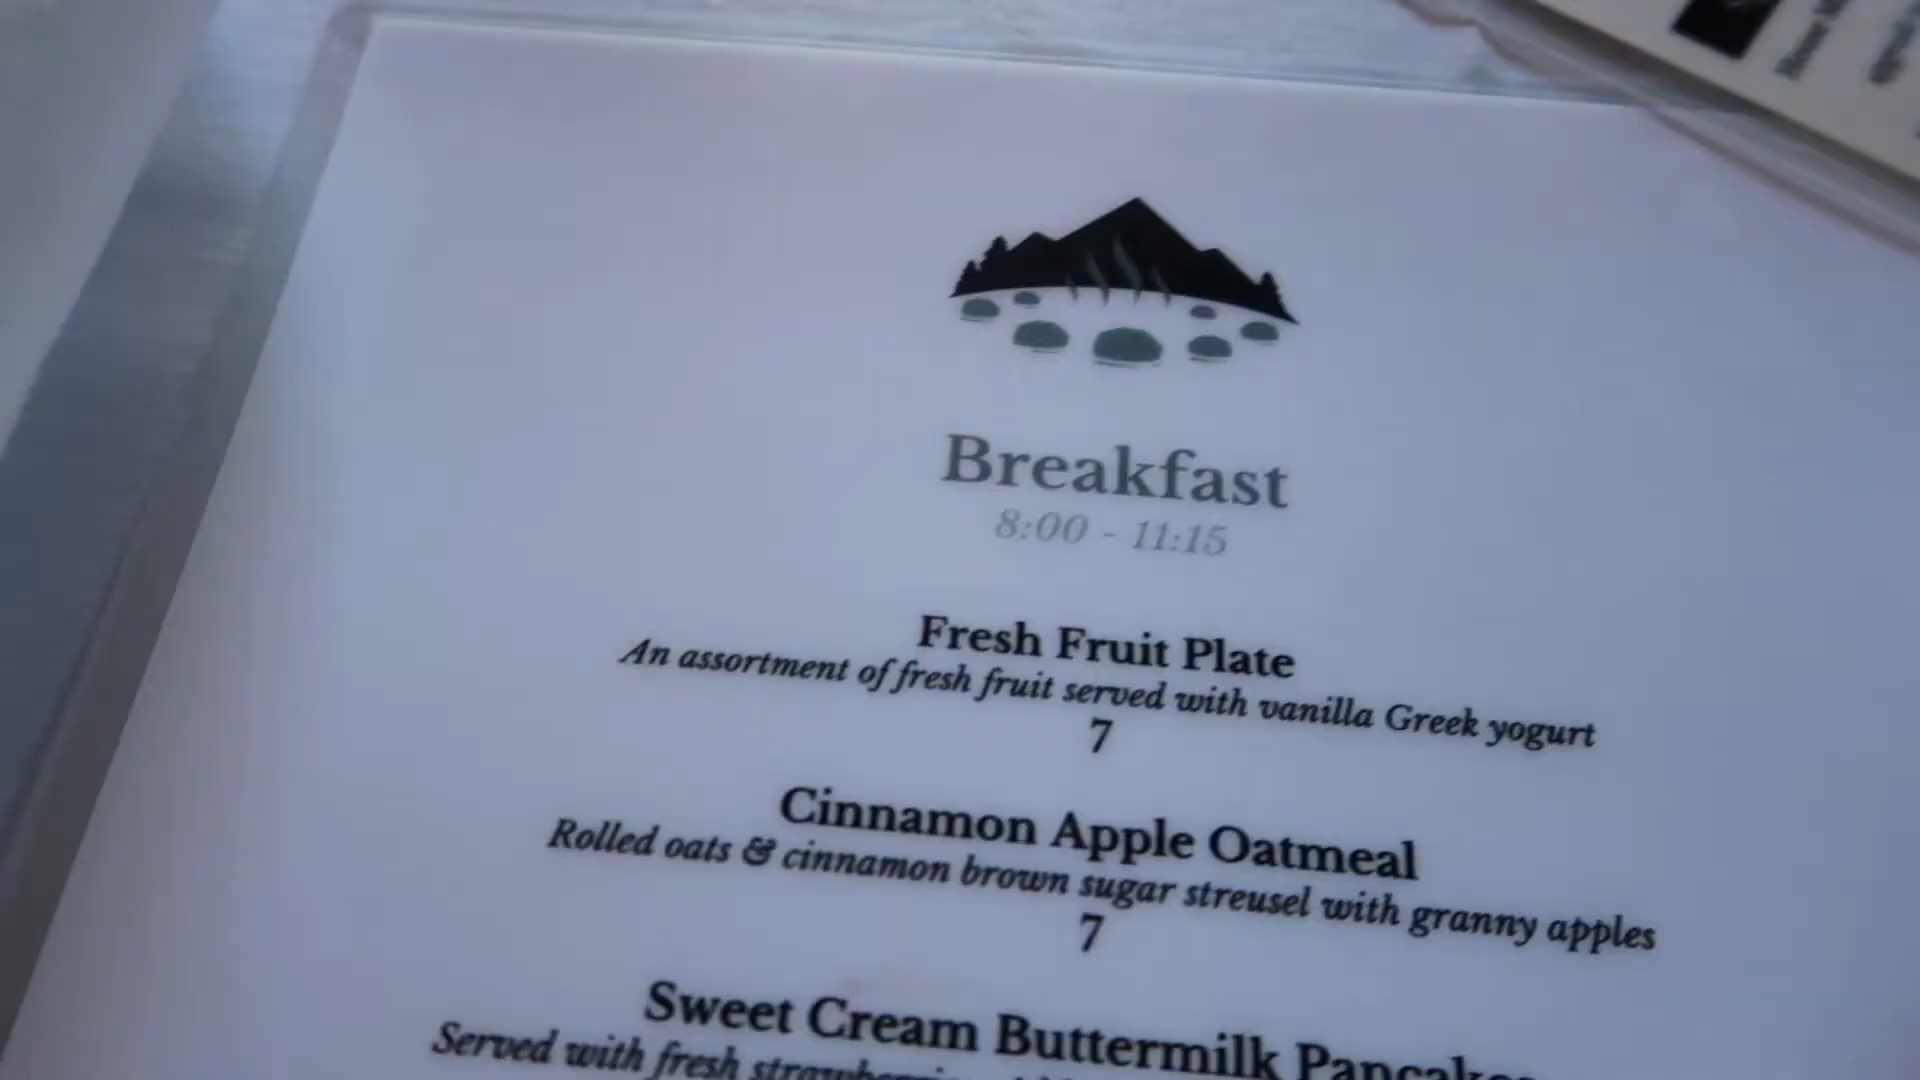 Breakfast
8:00 - 11:15
Fresh Fruit Plate
An assortment of fresh fruit served with vanilla Greek yogurt
7
Cinnamon Apple Oatmeal
Rolled oats & cinnamon brown sugar streusel with granny apples
7
Sweet Cream Buttermilk Pancakes
Served with fresh